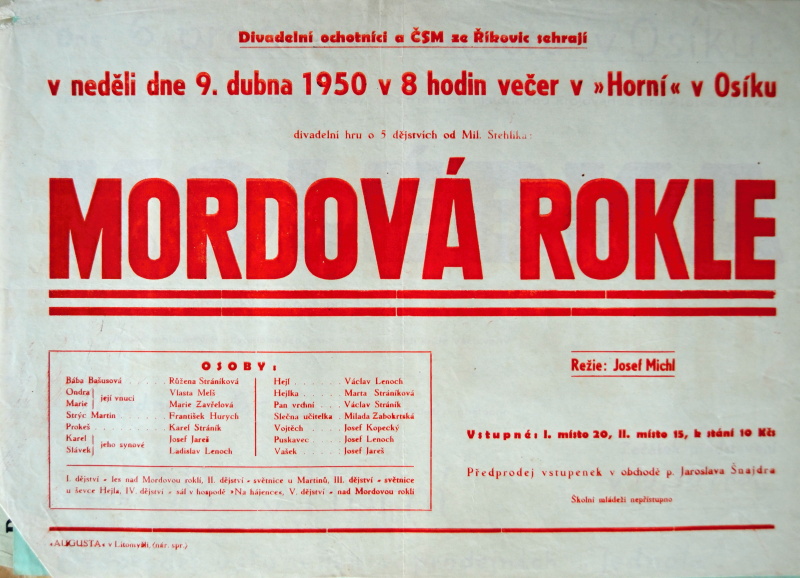 Divadelní ochotníci a ČSM ze Říkovic sehrají
v neděli dne 9. dubna 1950 v 8 hodin večer v »Horní« v Osíku
divadelní hru o 5 dějstvích od Mil. Stehlíka:
MORDOVÁ ROKLE
OSOBY:
Bába Bašusová . . . . . Růžena Stráníková
Ondra } její vnuci Vlasta Melš
Marie } Marie Zavřelová
Strýc Martin . . . . . František Hurych
Prokeš . . . . . Karel Stráník
Karel } jeho synové Josef Jareš
Slávek } Ladislav Lenoch
Hejl . . . . . Václav Lenoch
Hejlka . . . . . Marta Stráníková
Pan vrchní . . . Václav Stráník
Slečna učitelka . Milada Zabokrtská
Vojtěch . . . . Josef Kopecký
Puskavec . . . . Josef Lenoch
Vašek . . . . . Josef Jareš
I. dějství - les nad Mordovou roklí, II. dějství - světnice u Martinů, III. dějství - světnice
u ševce Hejla, IV. dějství - sál v hospodě »Na hájence«, V. dějství - nad Mordovou roklí
Režie: Josef Michl
Vstupné: I. místo 20, II. místo 15, k stání 10 Kčs
Předprodej vstupenek v obchodě p. Jaroslava Šnajdra
Školní mládeži nepřístupno
»AUGUSTA« v Litomyšli, (nár. spr.)